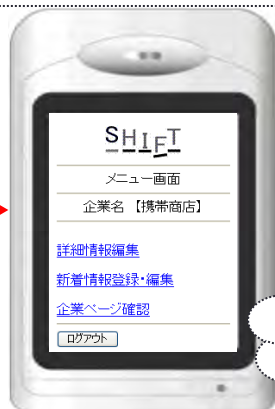 SHIFT
メニュー画面
企業名 【携帯商店】
詳細情報編集
新着情報登録・編集
企業ページ確認
ログアウト